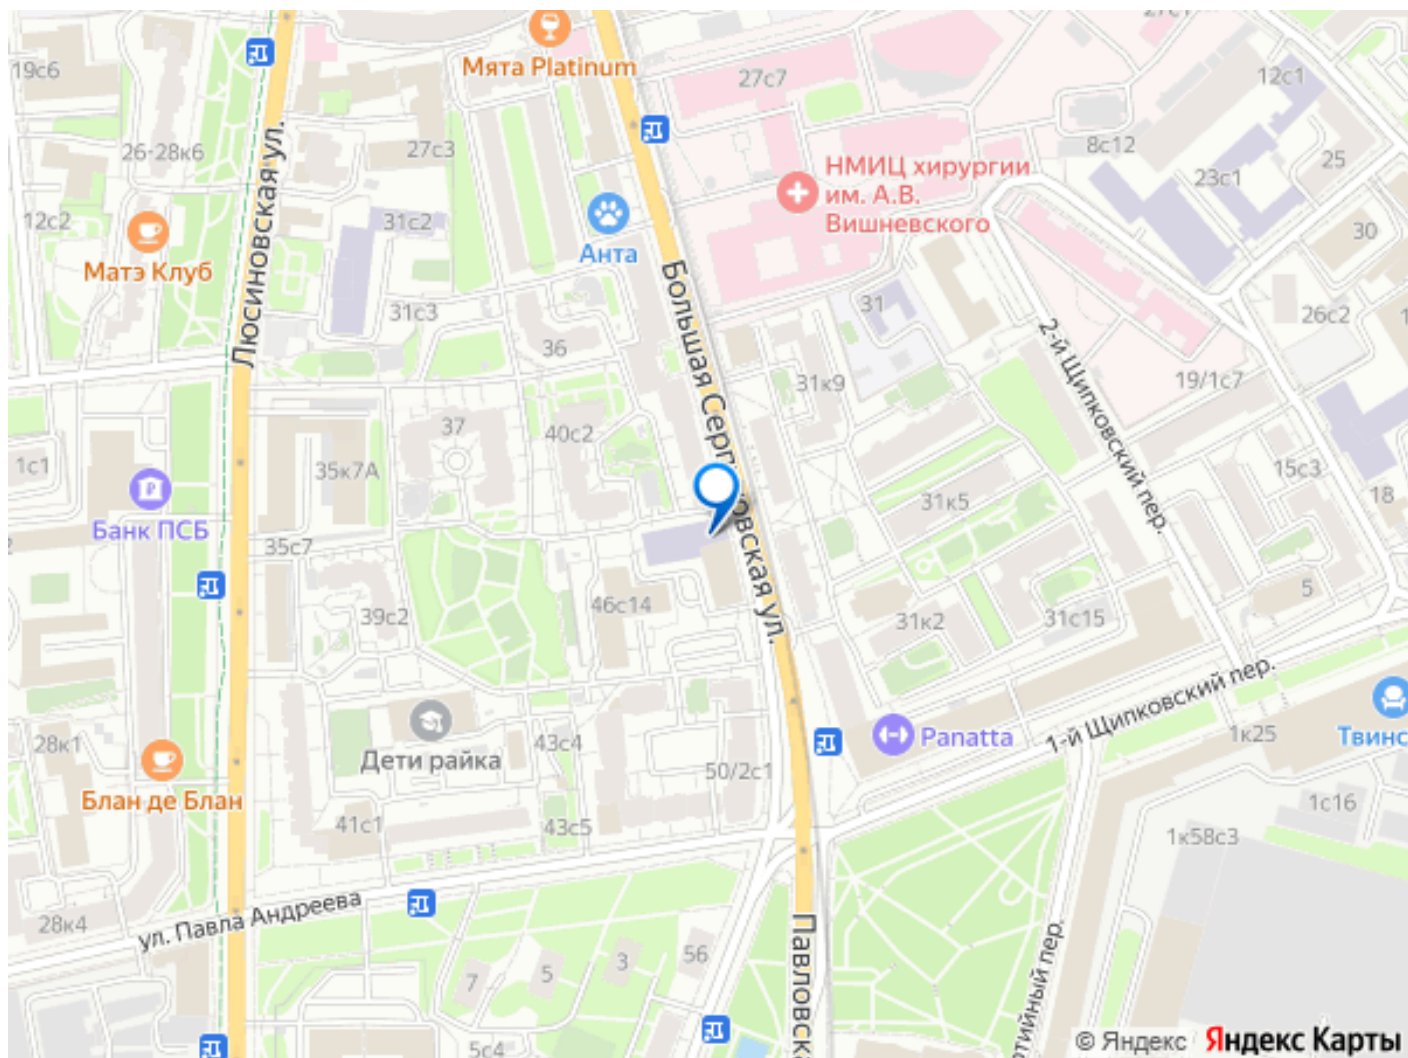 27с1
19с6
Мята Platinum
27с7
12с1
26-28к6
27с3
8с12
25
НМИЦ хирургии
им. А.В.
Вишневского
23с1
12с2
31с2
30
Матэ Клуб
Анта
Люсиновская ул.
31с3
31
26с2
36
2-й Щипковский пер.
31к9
19/1с7
37
40с2
1с1
35к7А
15с3
18
Банк ПСБ
31к5
35с7
Большая Серп
овская ул.
5
39с2
46с14
31к2
31с15
1-й Щипковский пер.
28к1
Дети райка
43с4
Panatta
1к25
Твинс
50/2с1
Блан де Блан
41с1
43с5
1с16
1к58с3
28к4
ул. Павла Андреева
Павловск
7
5
3
56
5с4
ртийный пер.
© Яндекс Яндекс Карты